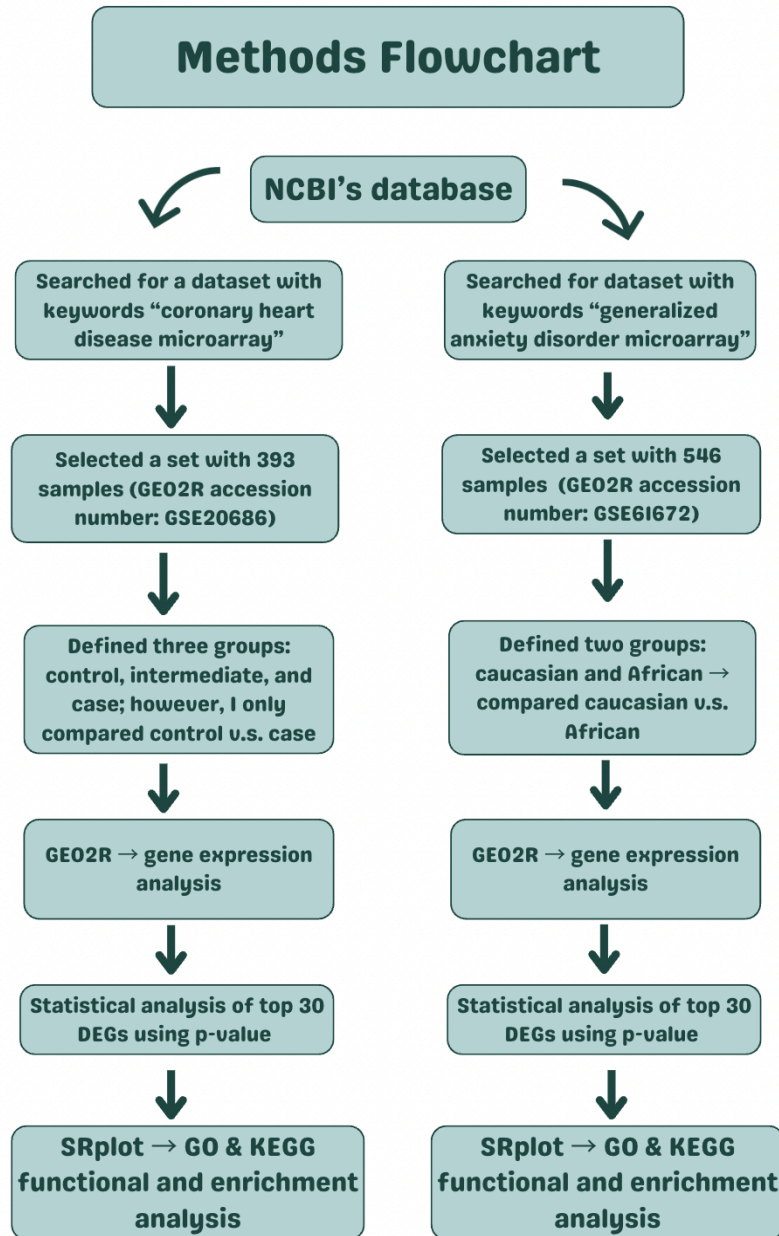 Methods Flowchart
NCBI's database
Searched for a dataset with
keywords “coronary heart
disease microarray”
Selected a set with 393
samples (GEO2R accession
number: GSE20686)
Defined three groups:
control, intermediate, and
case; however, I only
compared control v.s. case
GEO2R → gene expression
analysis
Statistical analysis of top 30
DEGs using p-value
SRplot → GO & KEGG
functional and enrichment
analysis
Searched for dataset with
keywords “generalized
anxiety disorder microarray”
Selected a set with 546
samples (GEO2R accession
number: GSE61672)
Defined two groups:
caucasian and African →
compared caucasian v.s.
African
GEO2R → gene expression
analysis
Statistical analysis of top 30
DEGs using p-value
SRplot → GO & KEGG
functional and enrichment
analysis